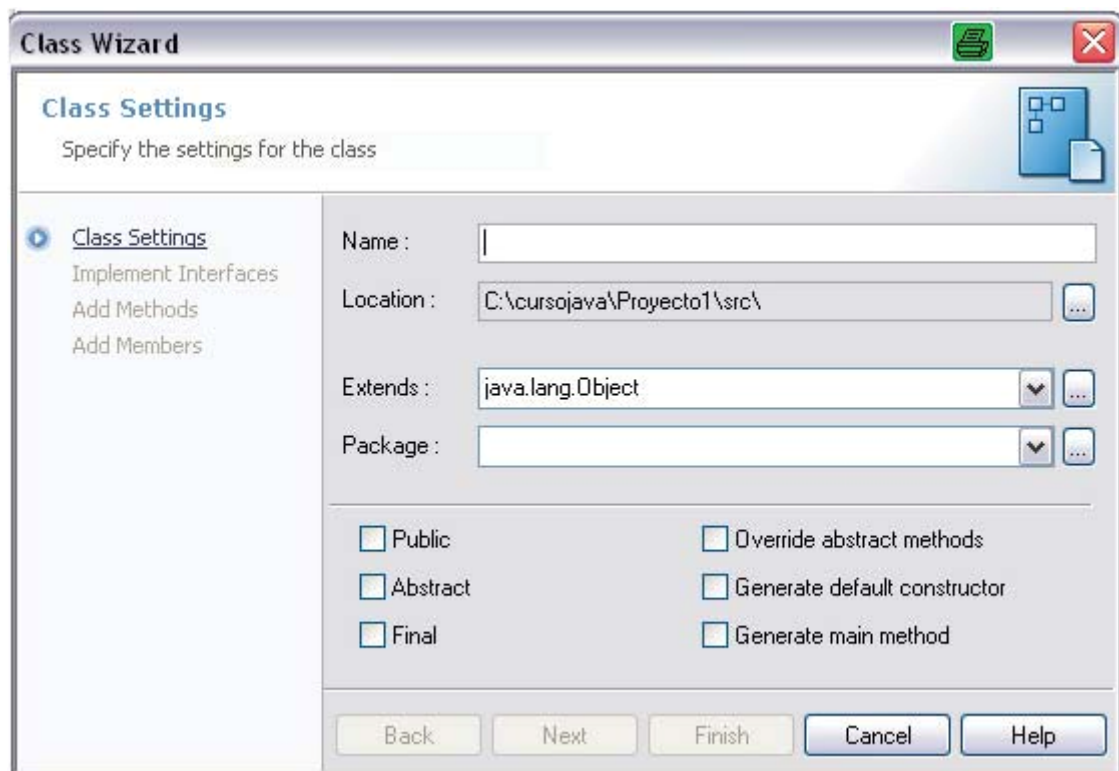 Class Wizard
Class Settings
Specify the settings for the class
Class Settings
Implement Interfaces
Add Methods
Add Members
Name :
Location : C:\cursojava\Proyecto1\src\ ...
Extends : java.lang.Object ...
Package : ...
Public
Override abstract methods
Abstract
Generate default constructor
Final
Generate main method
Back Next Finish Cancel Help